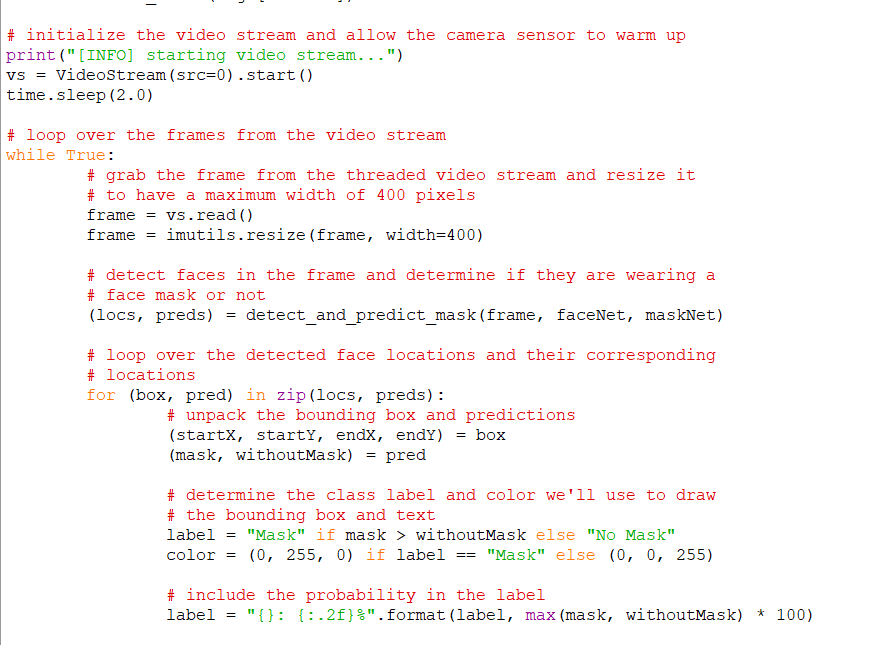 # initialize the video stream and allow the camera sensor to warm up
print("[INFO] starting video stream...")
vs = VideoStream(src=0).start()
time.sleep(2.0)

# loop over the frames from the video stream
while True:
        # grab the frame from the threaded video stream and resize it
        # to have a maximum width of 400 pixels
        frame = vs.read()
        frame = imutils.resize(frame, width=400)

        # detect faces in the frame and determine if they are wearing a
        # face mask or not
        (locs, preds) = detect_and_predict_mask(frame, faceNet, maskNet)

        # loop over the detected face locations and their corresponding
        # locations
        for (box, pred) in zip(locs, preds):
                # unpack the bounding box and predictions
                (startX, startY, endX, endY) = box
                (mask, withoutMask) = pred

                # determine the class label and color we'll use to draw
                # the bounding box and text
                label = "Mask" if mask > withoutMask else "No Mask"
                color = (0, 255, 0) if label == "Mask" else (0, 0, 255)

                # include the probability in the label
                label = "{}: {:.2f}%".format(label, max(mask, withoutMask) * 100)